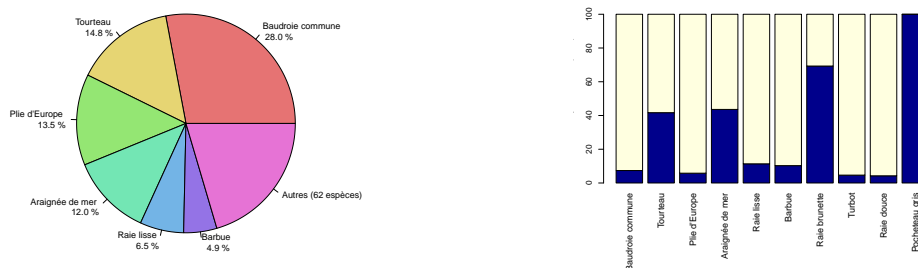 Baudroie commune
28.0 %
Tourteau
14.8 %
Plie d'Europe
13.5 %
Araignée de mer
12.0 %
Raie lisse
6.5 %
Barbue
4.9 %
Autres (62 espèces)
100
80
60
40
20
0
Baudroie commune
Tourteau
Plie d'Europe
Araignée de mer
Raie lisse
Barbue
Raie brunette
Turbot
Raie douce
Pocheteau gris